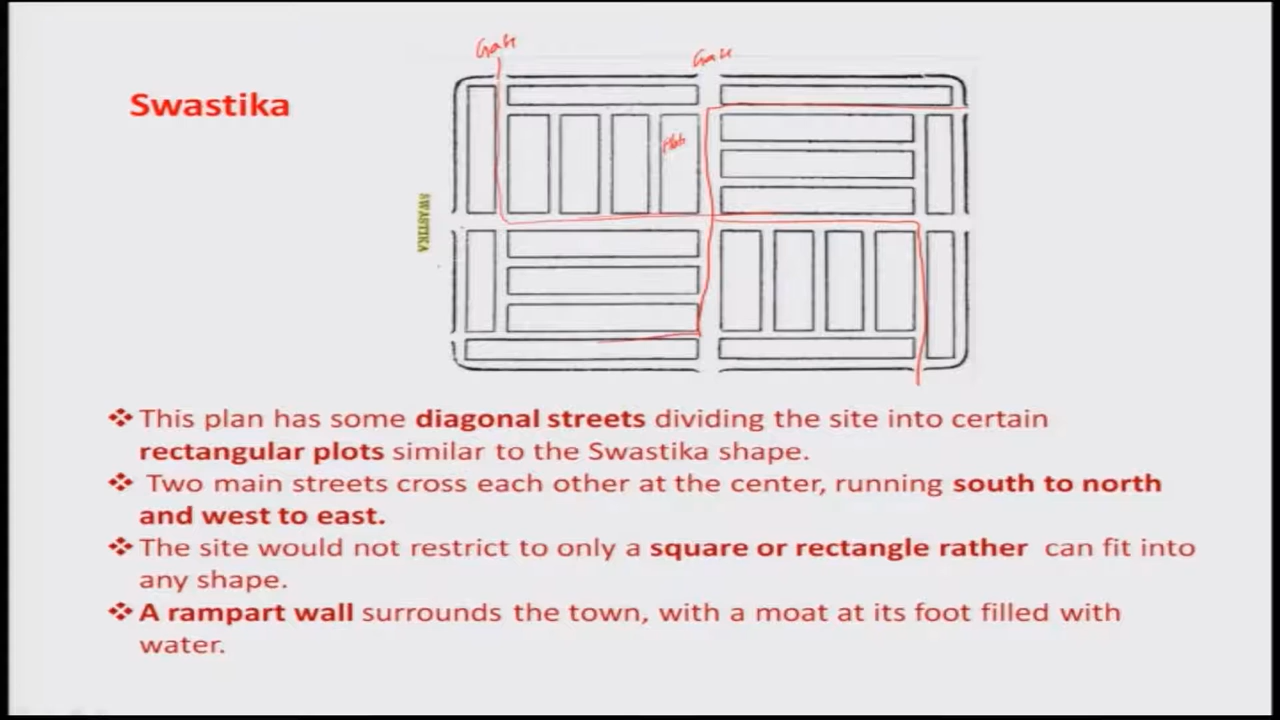 Gate
Gate
Swastika
Plot
SWASTIKA
❖ This plan has some diagonal streets dividing the site into certain
rectangular plots similar to the Swastika shape.
❖ Two main streets cross each other at the center, running south to north
and west to east.
❖ The site would not restrict to only a square or rectangle rather can fit into
any shape.
❖ A rampart wall surrounds the town, with a moat at its foot filled with
water.